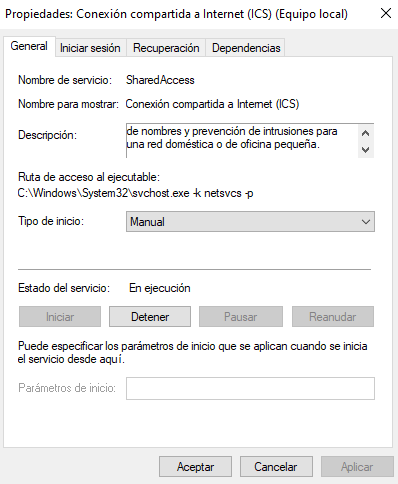 Propiedades: Conexión compartida a Internet (ICS) (Equipo local)
General
Iniciar sesión
Recuperación
Dependencias
Nombre de servicio: SharedAccess
Nombre para mostrar: Conexión compartida a Internet (ICS)
Descripción:
de nombres y prevención de intrusiones para
una red doméstica o de oficina pequeña.
Ruta de acceso al ejecutable:
C:\Windows\System32\svchost.exe -k netsvcs -p
Tipo de inicio: Manual
Estado del servicio: En ejecución
Iniciar
Detener
Pausar
Reanudar
Puede especificar los parámetros de inicio que se aplican cuando se inicia
el servicio desde aquí.
Parámetros de inicio:
Aceptar
Cancelar
Aplicar